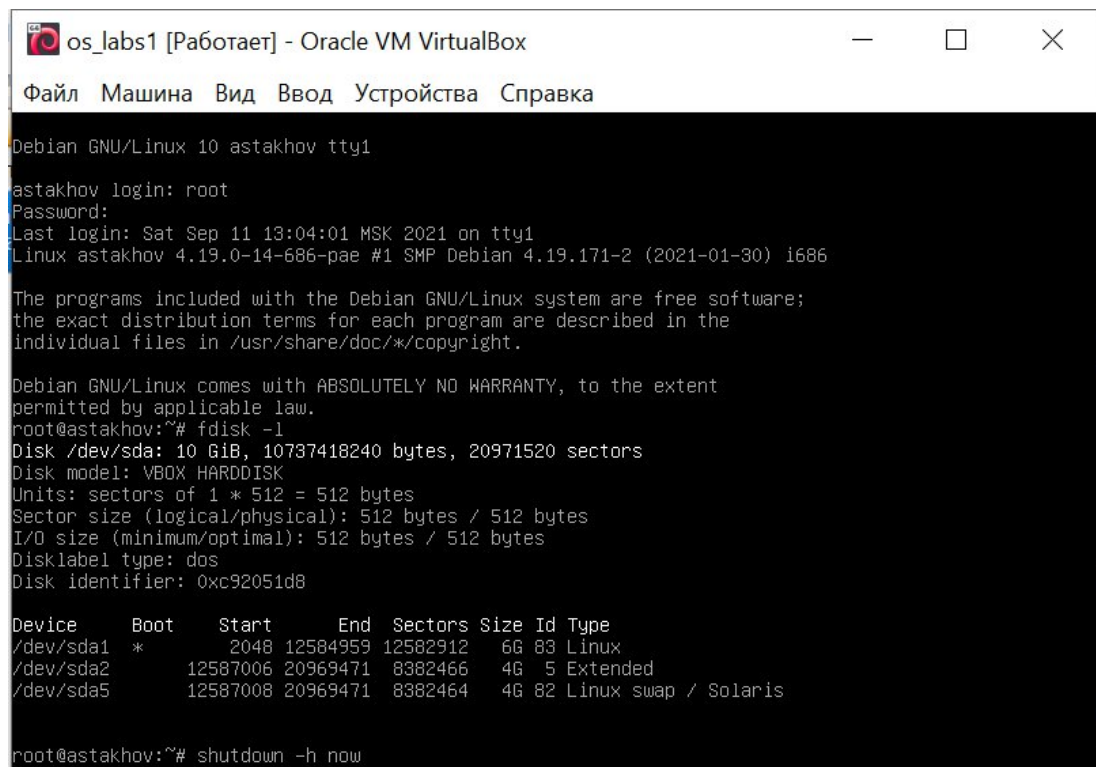 os_labs1 [Работает] - Oracle VM VirtualBox
Файл Машина Вид Ввод Устройства Справка
Debian GNU/Linux 10 astakhov tty1
astakhov login: root
Password:
Last login: Sat Sep 11 13:04:01 MSK 2021 on tty1
Linux astakhov 4.19.0-14-686-pae #1 SMP Debian 4.19.171-2 (2021-01-30) i686
The programs included with the Debian GNU/Linux system are free software;
the exact distribution terms for each program are described in the
individual files in /usr/share/doc/*/copyright.
Debian GNU/Linux comes with ABSOLUTELY NO WARRANTY, to the extent
permitted by applicable law.
root@astakhov:~# fdisk -l
Disk /dev/sda: 10 GiB, 10737418240 bytes, 20971520 sectors
Disk model: VBOX HARDDISK
Units: sectors of 1 * 512 = 512 bytes
Sector size (logical/physical): 512 bytes / 512 bytes
I/O size (minimum/optimal): 512 bytes / 512 bytes
Disklabel type: dos
Disk identifier: 0xc92051d8
Device Boot Start End Sectors Size Id Type
/dev/sda1 * 2048 12584959 12582912 6G 83 Linux
/dev/sda2 12587006 20969471 8382466 4G 5 Extended
/dev/sda5 12587008 20969471 8382464 4G 82 Linux swap / Solaris
root@astakhov:~# shutdown -h now